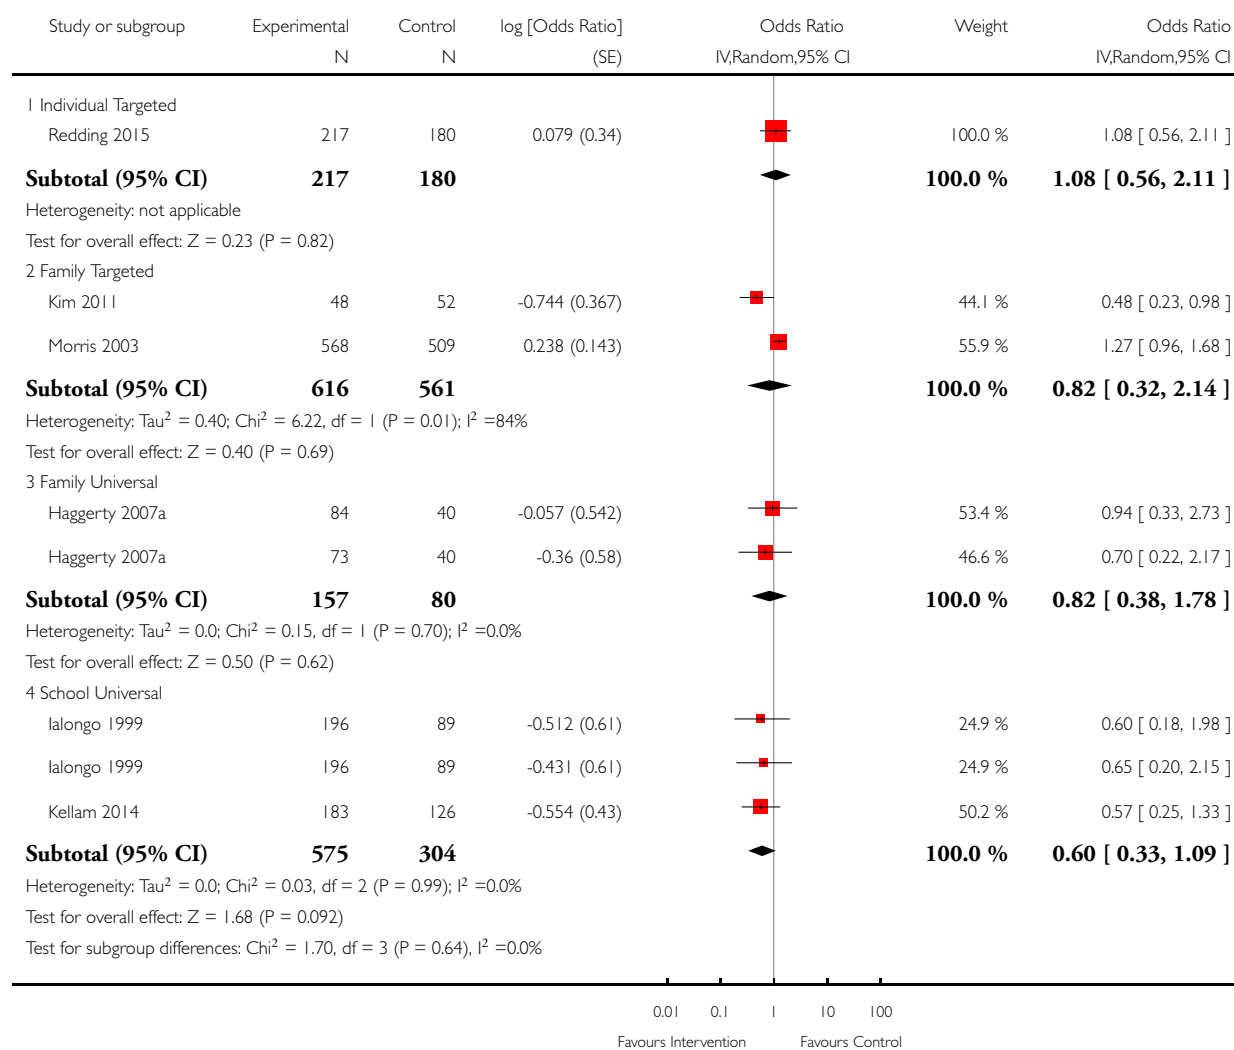 Study or subgroup Experimental Control log [Odds Ratio] Odds Ratio Weight Odds Ratio
N N (SE) IV,Random,95% CI IV,Random,95% CI
1 Individual Targeted
Redding 2015 217 180 0.079 (0.34) 100.0 % 1.08 [ 0.56, 2.11 ]
Subtotal (95% CI) 217 180 100.0 % 1.08 [ 0.56, 2.11 ]
Heterogeneity: not applicable
Test for overall effect: Z = 0.23 (P = 0.82)
2 Family Targeted
Kim 2011 48 52 -0.744 (0.367) 44.1 % 0.48 [ 0.23, 0.98 ]
Morris 2003 568 509 0.238 (0.143) 55.9 % 1.27 [ 0.96, 1.68 ]
Subtotal (95% CI) 616 561 100.0 % 0.82 [ 0.32, 2.14 ]
Heterogeneity: Tau² = 0.40; Chi² = 6.22, df = 1 (P = 0.01); I² =84%
Test for overall effect: Z = 0.40 (P = 0.69)
3 Family Universal
Haggerty 2007a 84 40 -0.057 (0.542) 53.4 % 0.94 [ 0.33, 2.73 ]
Haggerty 2007a 73 40 -0.36 (0.58) 46.6 % 0.70 [ 0.22, 2.17 ]
Subtotal (95% CI) 157 80 100.0 % 0.82 [ 0.38, 1.78 ]
Heterogeneity: Tau² = 0.0; Chi² = 0.15, df = 1 (P = 0.70); I² =0.0%
Test for overall effect: Z = 0.50 (P = 0.62)
4 School Universal
Ialongo 1999 196 89 -0.512 (0.61) 24.9 % 0.60 [ 0.18, 1.98 ]
Ialongo 1999 196 89 -0.431 (0.61) 24.9 % 0.65 [ 0.20, 2.15 ]
Kellam 2014 183 126 -0.554 (0.43) 50.2 % 0.57 [ 0.25, 1.33 ]
Subtotal (95% CI) 575 304 100.0 % 0.60 [ 0.33, 1.09 ]
Heterogeneity: Tau² = 0.0; Chi² = 0.03, df = 2 (P = 0.99); I² =0.0%
Test for overall effect: Z = 1.68 (P = 0.092)
Test for subgroup differences: Chi² = 1.70, df = 3 (P = 0.64), I² =0.0%
0.01 0.1 1 10 100
Favours Intervention Favours Control